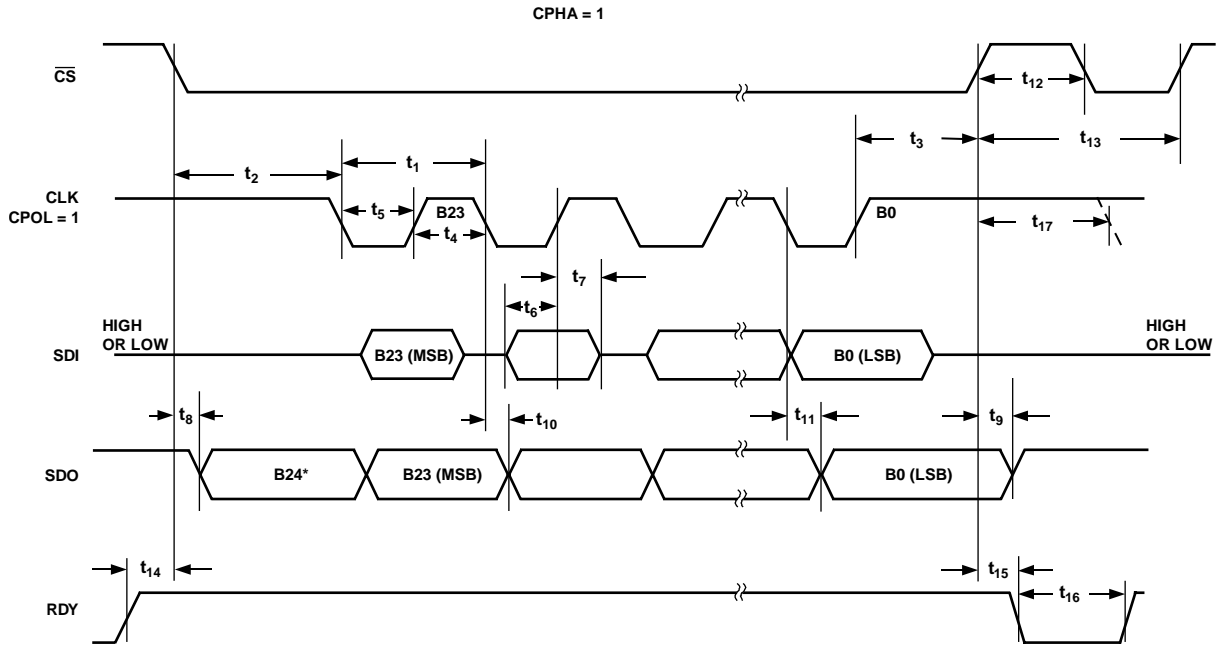 CPHA = 1
CS
t12
t3
t13
t1
t2
CLK
CPOL = 1
t5
B23
B0
t4
t17
t7
t6
HIGH
OR LOW
HIGH
OR LOW
SDI
B23 (MSB)
B0 (LSB)
t8
t10
t11
t9
SDO
B24*
B23 (MSB)
B0 (LSB)
t14
t15
t16
RDY